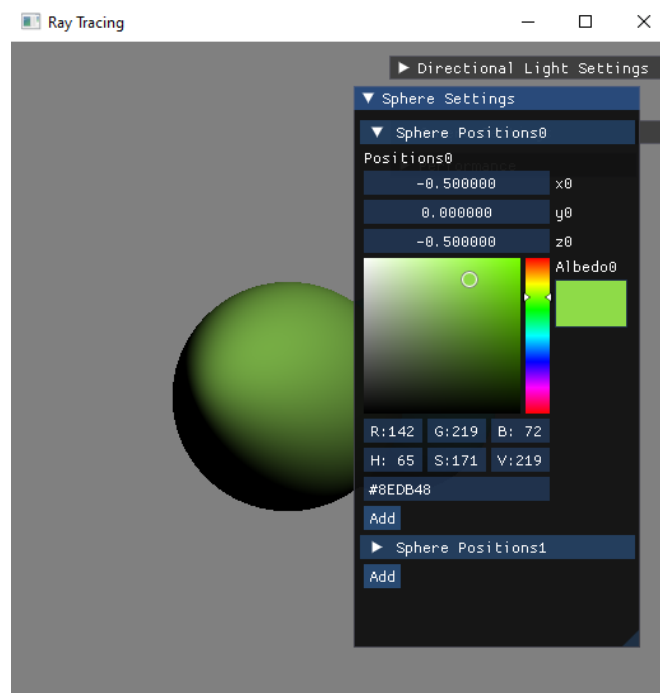 Ray Tracing
Directional Light Settings
Sphere Settings
Sphere Positions0
Positions0
-0.500000 x0
0.000000 y0
-0.500000 z0
Albedo0
R:142 G:219 B: 72
H: 65 S:171 V:219
#8EDB48
Add
Sphere Positions1
Add